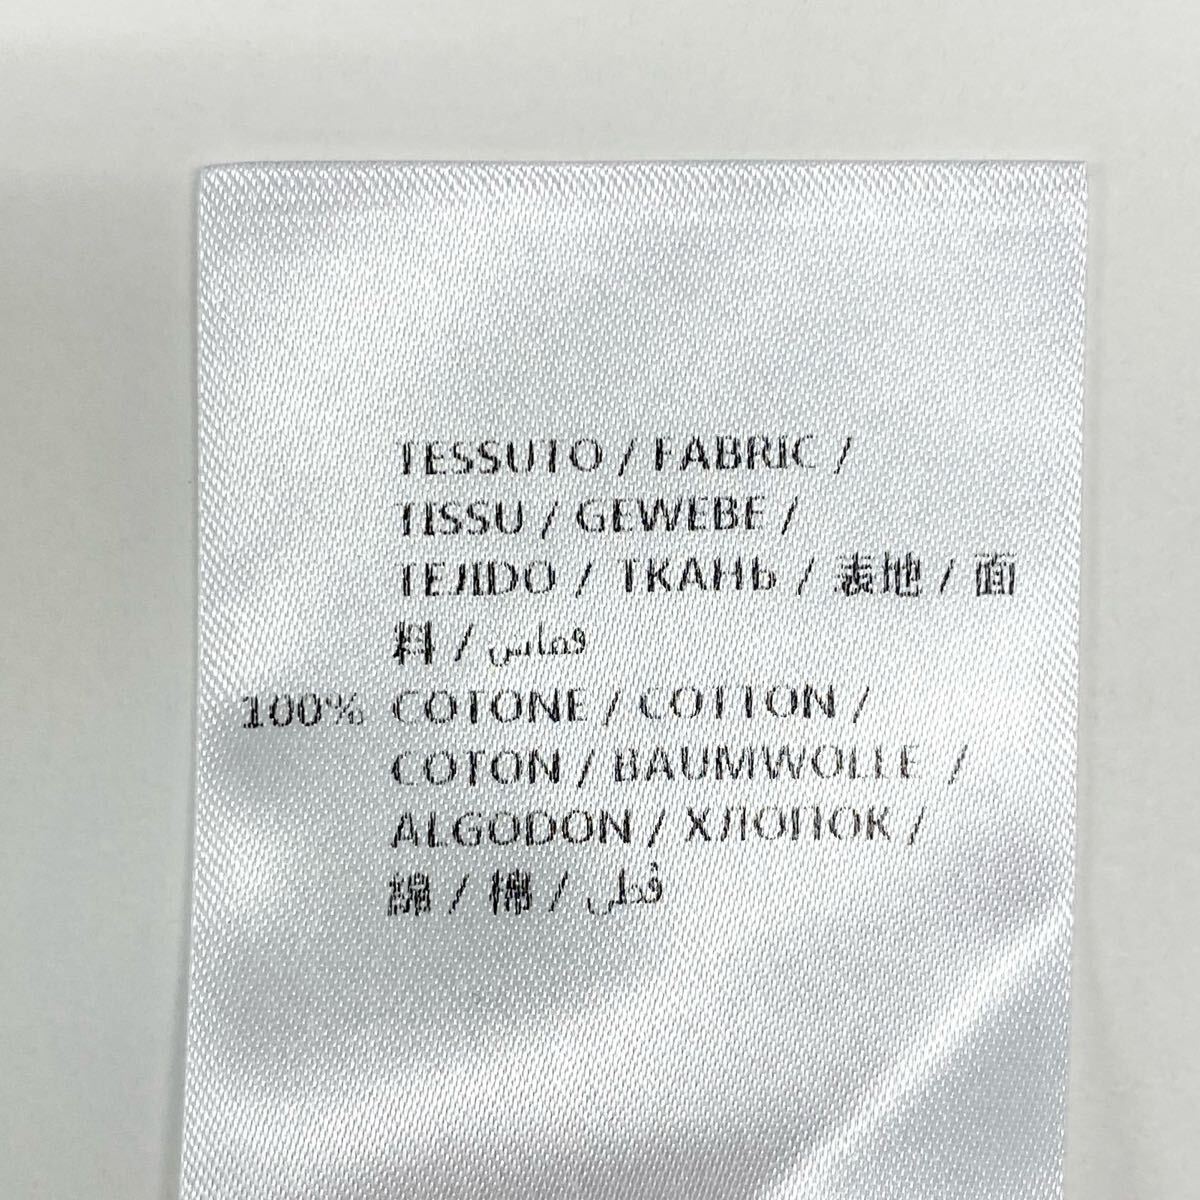 TESSUTO / FABRIC /
TISSU / GEWEBE /
TEJIDO / ТКАНЬ / 表地 / 面
料 / قماش
100% COTONE / COTTON /
COTON / BAUMWOLLE /
ALGODON / ХЛОПОК /
綿 / 棉 / قطن